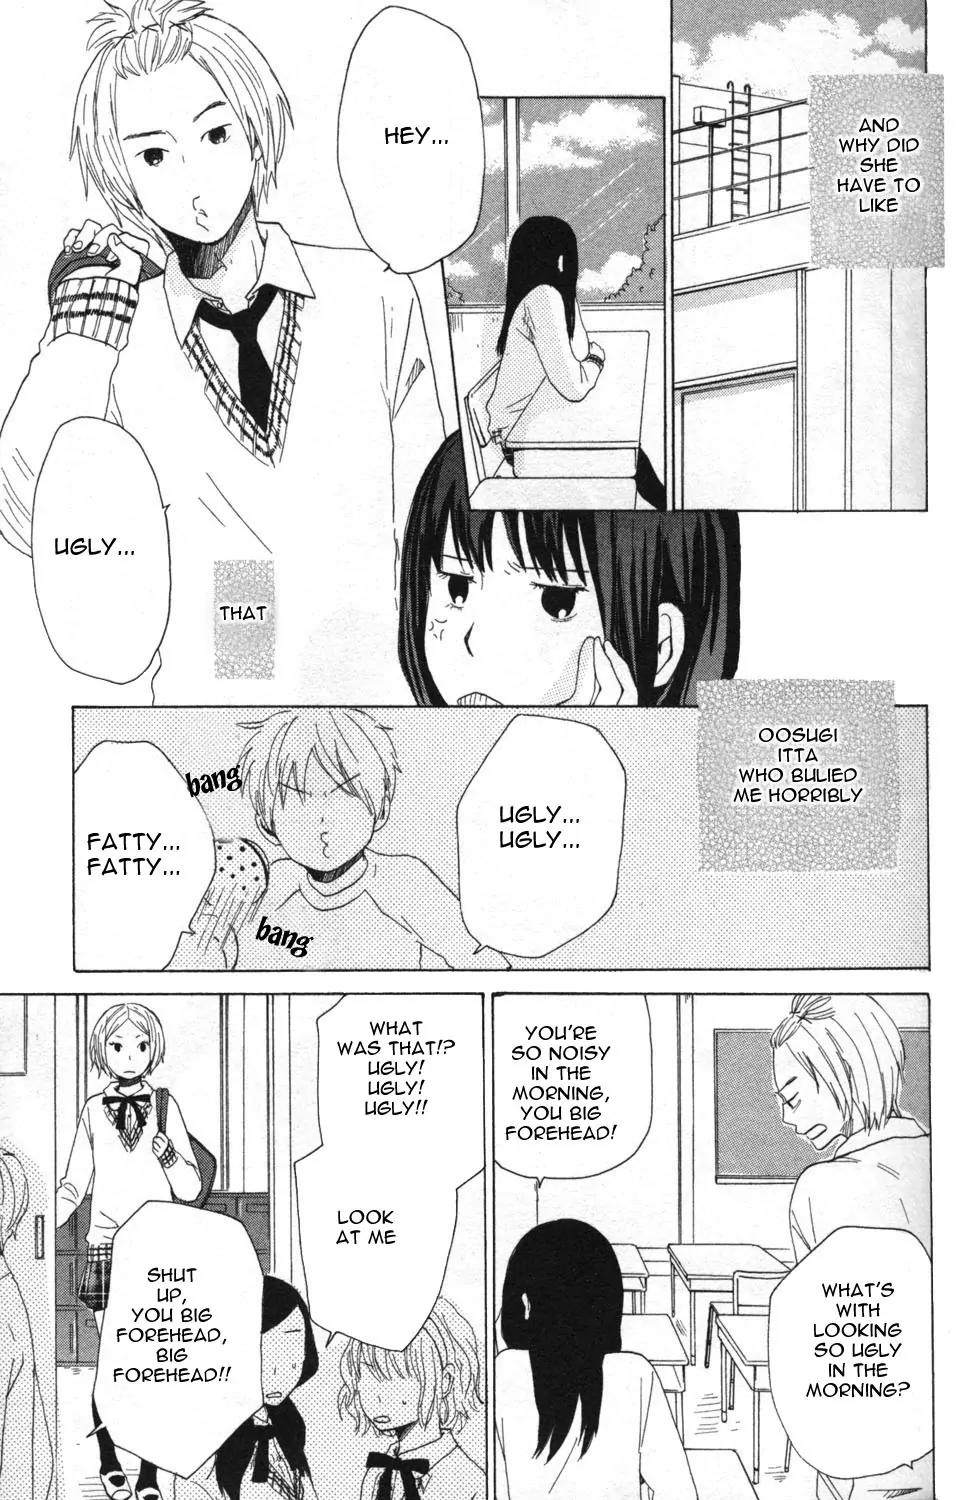 AND
WHY DID
SHE
HAVE TO
LIKE
HEY...
UGLY...
THAT
OOSUGI
ITTA
WHO BULIED
ME HORRIBLY
UGLY...
UGLY...
bang
FATTY...
FATTY...
bang
YOU'RE
SO NOISY
IN THE
MORNING,
YOU BIG
FOREHEAD!
WHAT'S
WITH
LOOKING
SO UGLY
IN THE
MORNING?
WHAT
WAS THAT!?
UGLY!
UGLY!
UGLY!!
LOOK
AT ME
SHUT
UP,
YOU BIG
FOREHEAD,
BIG
FOREHEAD!!